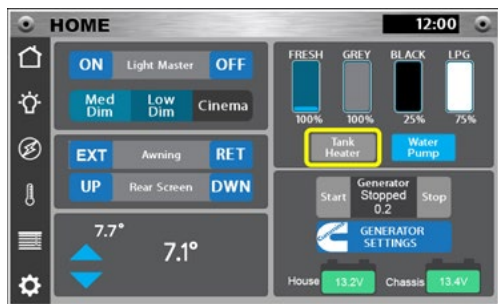 HOME
12:00
ON Light Master OFF
Med Dim
Low Dim
Cinema
EXT Awning RET
UP Rear Screen DWN
7.7°
7.1°
FRESH GREY BLACK LPG
100% 100% 25% 75%
Tank Heater
Water Pump
Start
Generator
Stopped
0.2
Stop
GENERATOR
SETTINGS
House 13.2V Chassis 13.4V